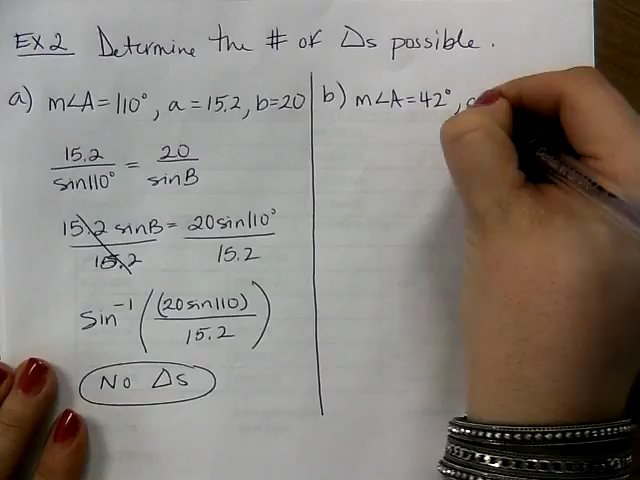 Ex 2 Determine the # of Δs possible.
a) m∠A = 110°, a = 15.2, b=20
15.2 / sin110° = 20 / sinB
15.2 sinB / 15.2 = 20sin110° / 15.2
Sin⁻¹ ((20sin110) / 15.2)
No Δs
b) m∠A = 42°,